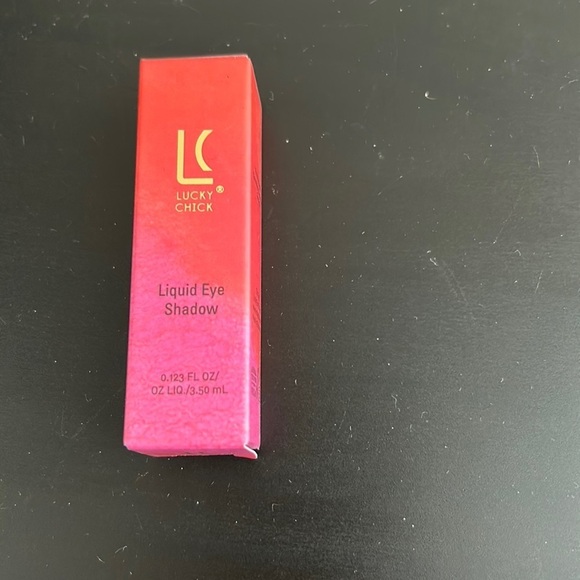 LC
LUCKY®
CHICK
Liquid Eye
Shadow
0.123 FL OZ/
OZ LIQ./3.50 mL